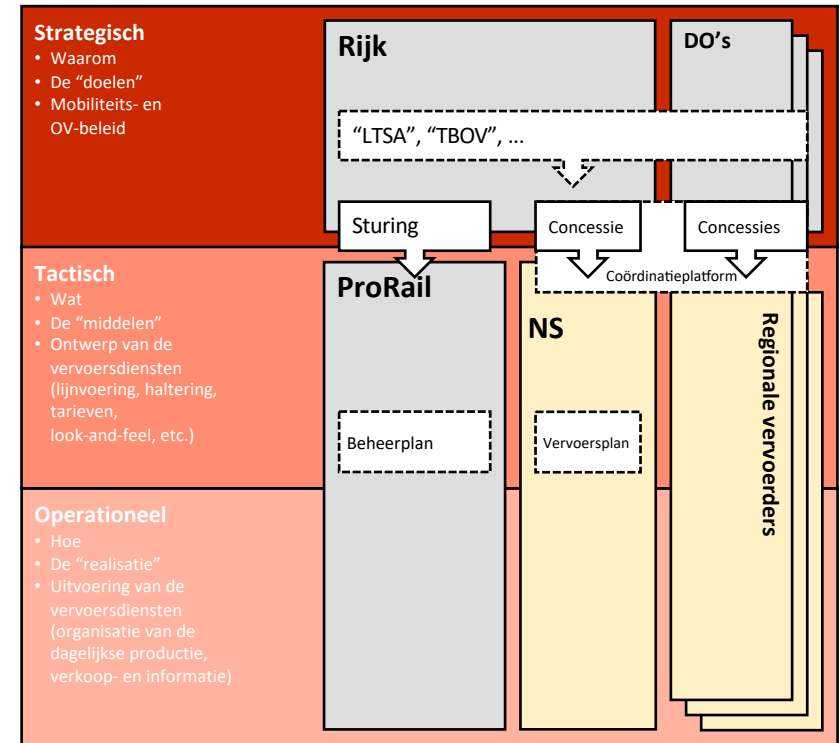 Strategisch
• Waarom
• De “doelen”
• Mobiliteits- en
OV-beleid
Rijk
DO’s
“LTSA”, “TBOV”, ...
Sturing
Concessie
Concessies
Coördinatieplatform
Tactisch
• Wat
• De “middelen”
• Ontwerp van de
vervoersdiensten
(lijnvoering, haltering,
tarieven,
look-and-feel, etc.)
ProRail
NS
Regionale vervoerders
Beheerplan
Vervoersplan
Operationeel
• Hoe
• De “realisatie”
• Uitvoering van de
vervoersdiensten
(organisatie van de
dagelijkse productie,
verkoop- en informatie)